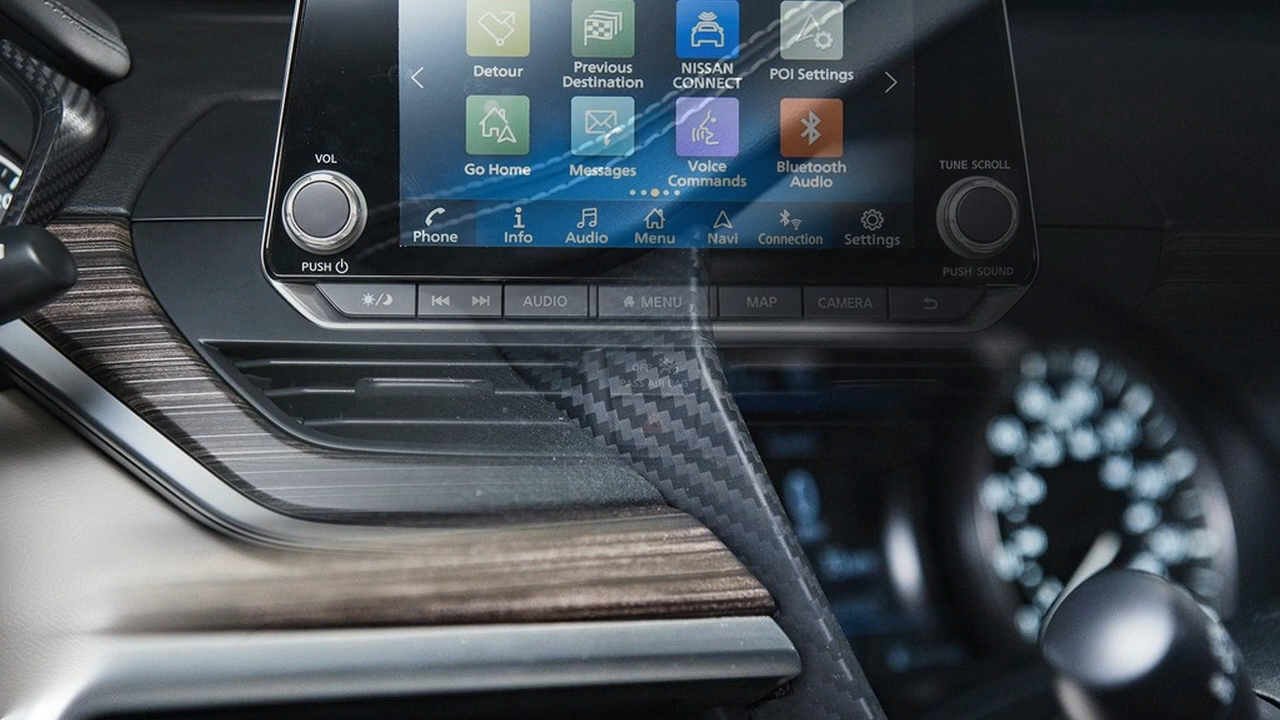 Detour
Previous
Destination
NISSAN
CONNECT
POI Settings
Go Home
Messages
Voice
Commands
Bluetooth
Audio
VOL
TUNE SCROLL
Phone
Info
Audio
Menu
Navi
Connection
Settings
PUSH
PUSH SOUND
AUDIO
MENU
MAP
CAMERA